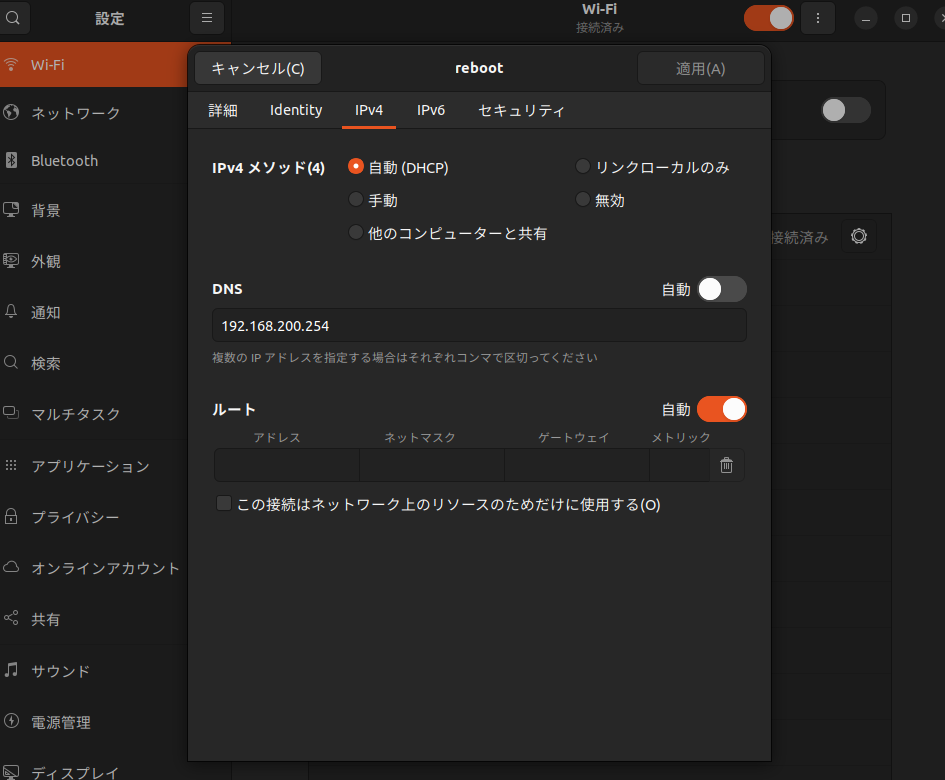 設定
Wi-Fi
接続済み
キャンセル(C)
reboot
適用(A)
詳細
Identity
IPv4
IPv6
セキュリティ
IPv4 メソッド(4)
自動 (DHCP)
リンクローカルのみ
手動
無効
他のコンピューターと共有
DNS
自動
192.168.200.254
複数の IP アドレスを指定する場合はそれぞれコンマで区切ってください
ルート
自動
アドレス
ネットマスク
ゲートウェイ
メトリック
この接続はネットワーク上のリソースのためだけに使用する(O)
Wi-Fi
ネットワーク
Bluetooth
背景
外観
通知
検索
マルチタスク
アプリケーション
プライバシー
オンラインアカウント
共有
サウンド
電源管理
ディスプレイ
接続済み